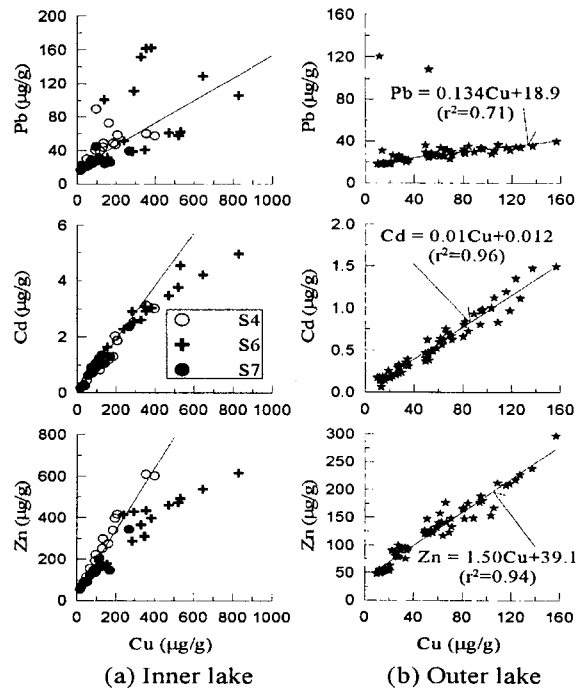 200
160
120
80
40
0
Pb (μg/g)
0 200 400 600 800 1000
160
120
80
40
0
Pb (μg/g)
Pb = 0.134Cu+18.9
(r²=0.71)
0 40 80 120 160
6
4
2
0
Cd (μg/g)
S4
S6
S7
0 200 400 600 800 1000
2.0
1.5
1.0
0.5
0.0
Cd (μg/g)
Cd = 0.01Cu+0.012
(r²=0.96)
0 40 80 120 160
800
600
400
200
0
Zn (μg/g)
0 200 400 600 800 1000
Cu (μg/g)
300
250
200
150
100
50
0
Zn (μg/g)
Zn = 1.50Cu+39.1
(r²=0.94)
0 40 80 120 160
Cu (μg/g)
(a) Inner lake
(b) Outer lake